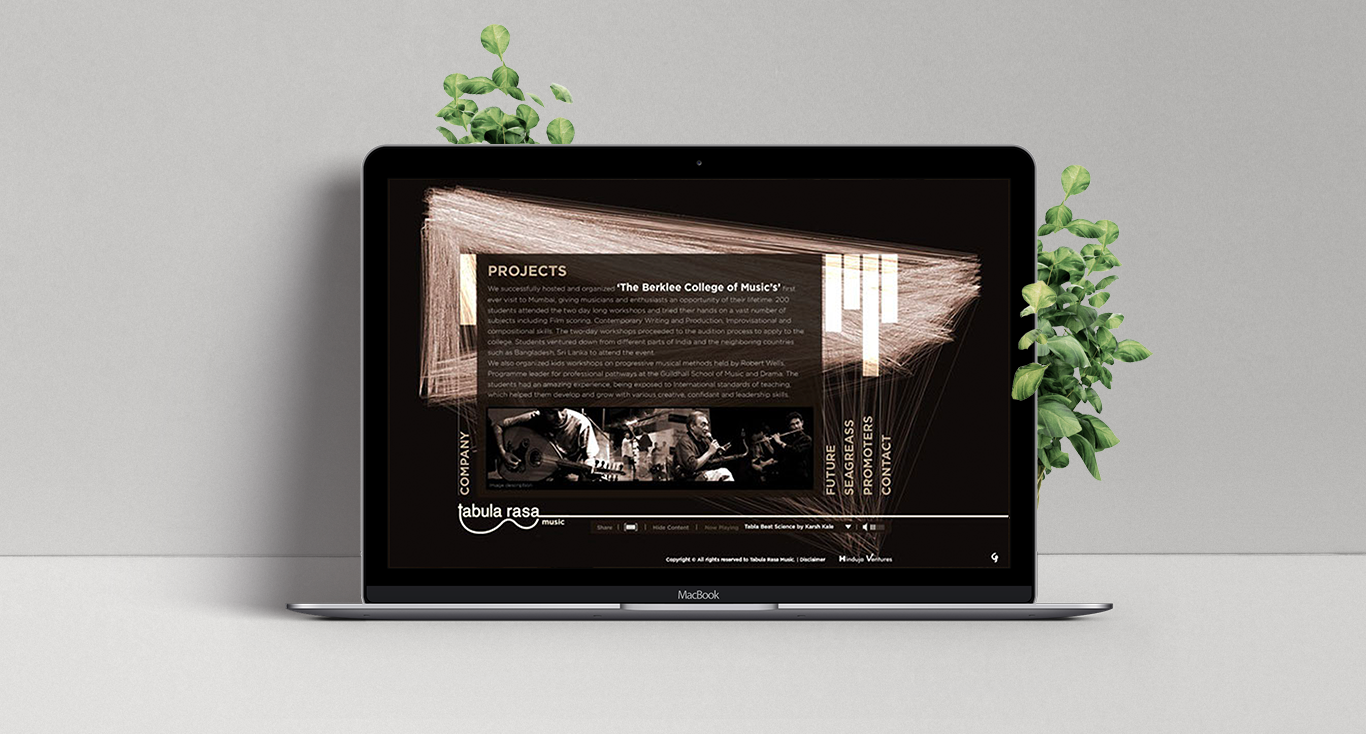 PROJECTS
We successfully hosted and organized ‘The Berklee College of Music's’ first
ever visit to Mumbai, giving musicians and enthusiasts an opportunity of their lifetime. 200
students attended the two day long workshops and tried their hands on a vast number of
subjects including Film scoring, Contemporary Writing and Production, Improvisational and
compositional skills. The two-day workshops proceeded to the audition process to apply to the
college. Students ventured down from different parts of India and the neighboring countries
such as Bangladesh, Sri Lanka to attend the event.
We also organized kids workshops on progressive musical methods held by Robert Wells,
Programme leader for professional pathways at the Guildhall School of Music and Drama. The
students had an amazing experience, being exposed to International standards of teaching,
which helped them develop and grow with various creative, confidant and leadership skills.
Image description
COMPANY
FUTURE
SEAGREASS
PROMOTERS
CONTACT
tabula rasa
music
Share | | Hide Content | Now Playing Tabla Beat Science by Karsh Kale
Copyright © All rights reserved to Tabula Rasa Music. | Disclaimer Hinduja Ventures
MacBook